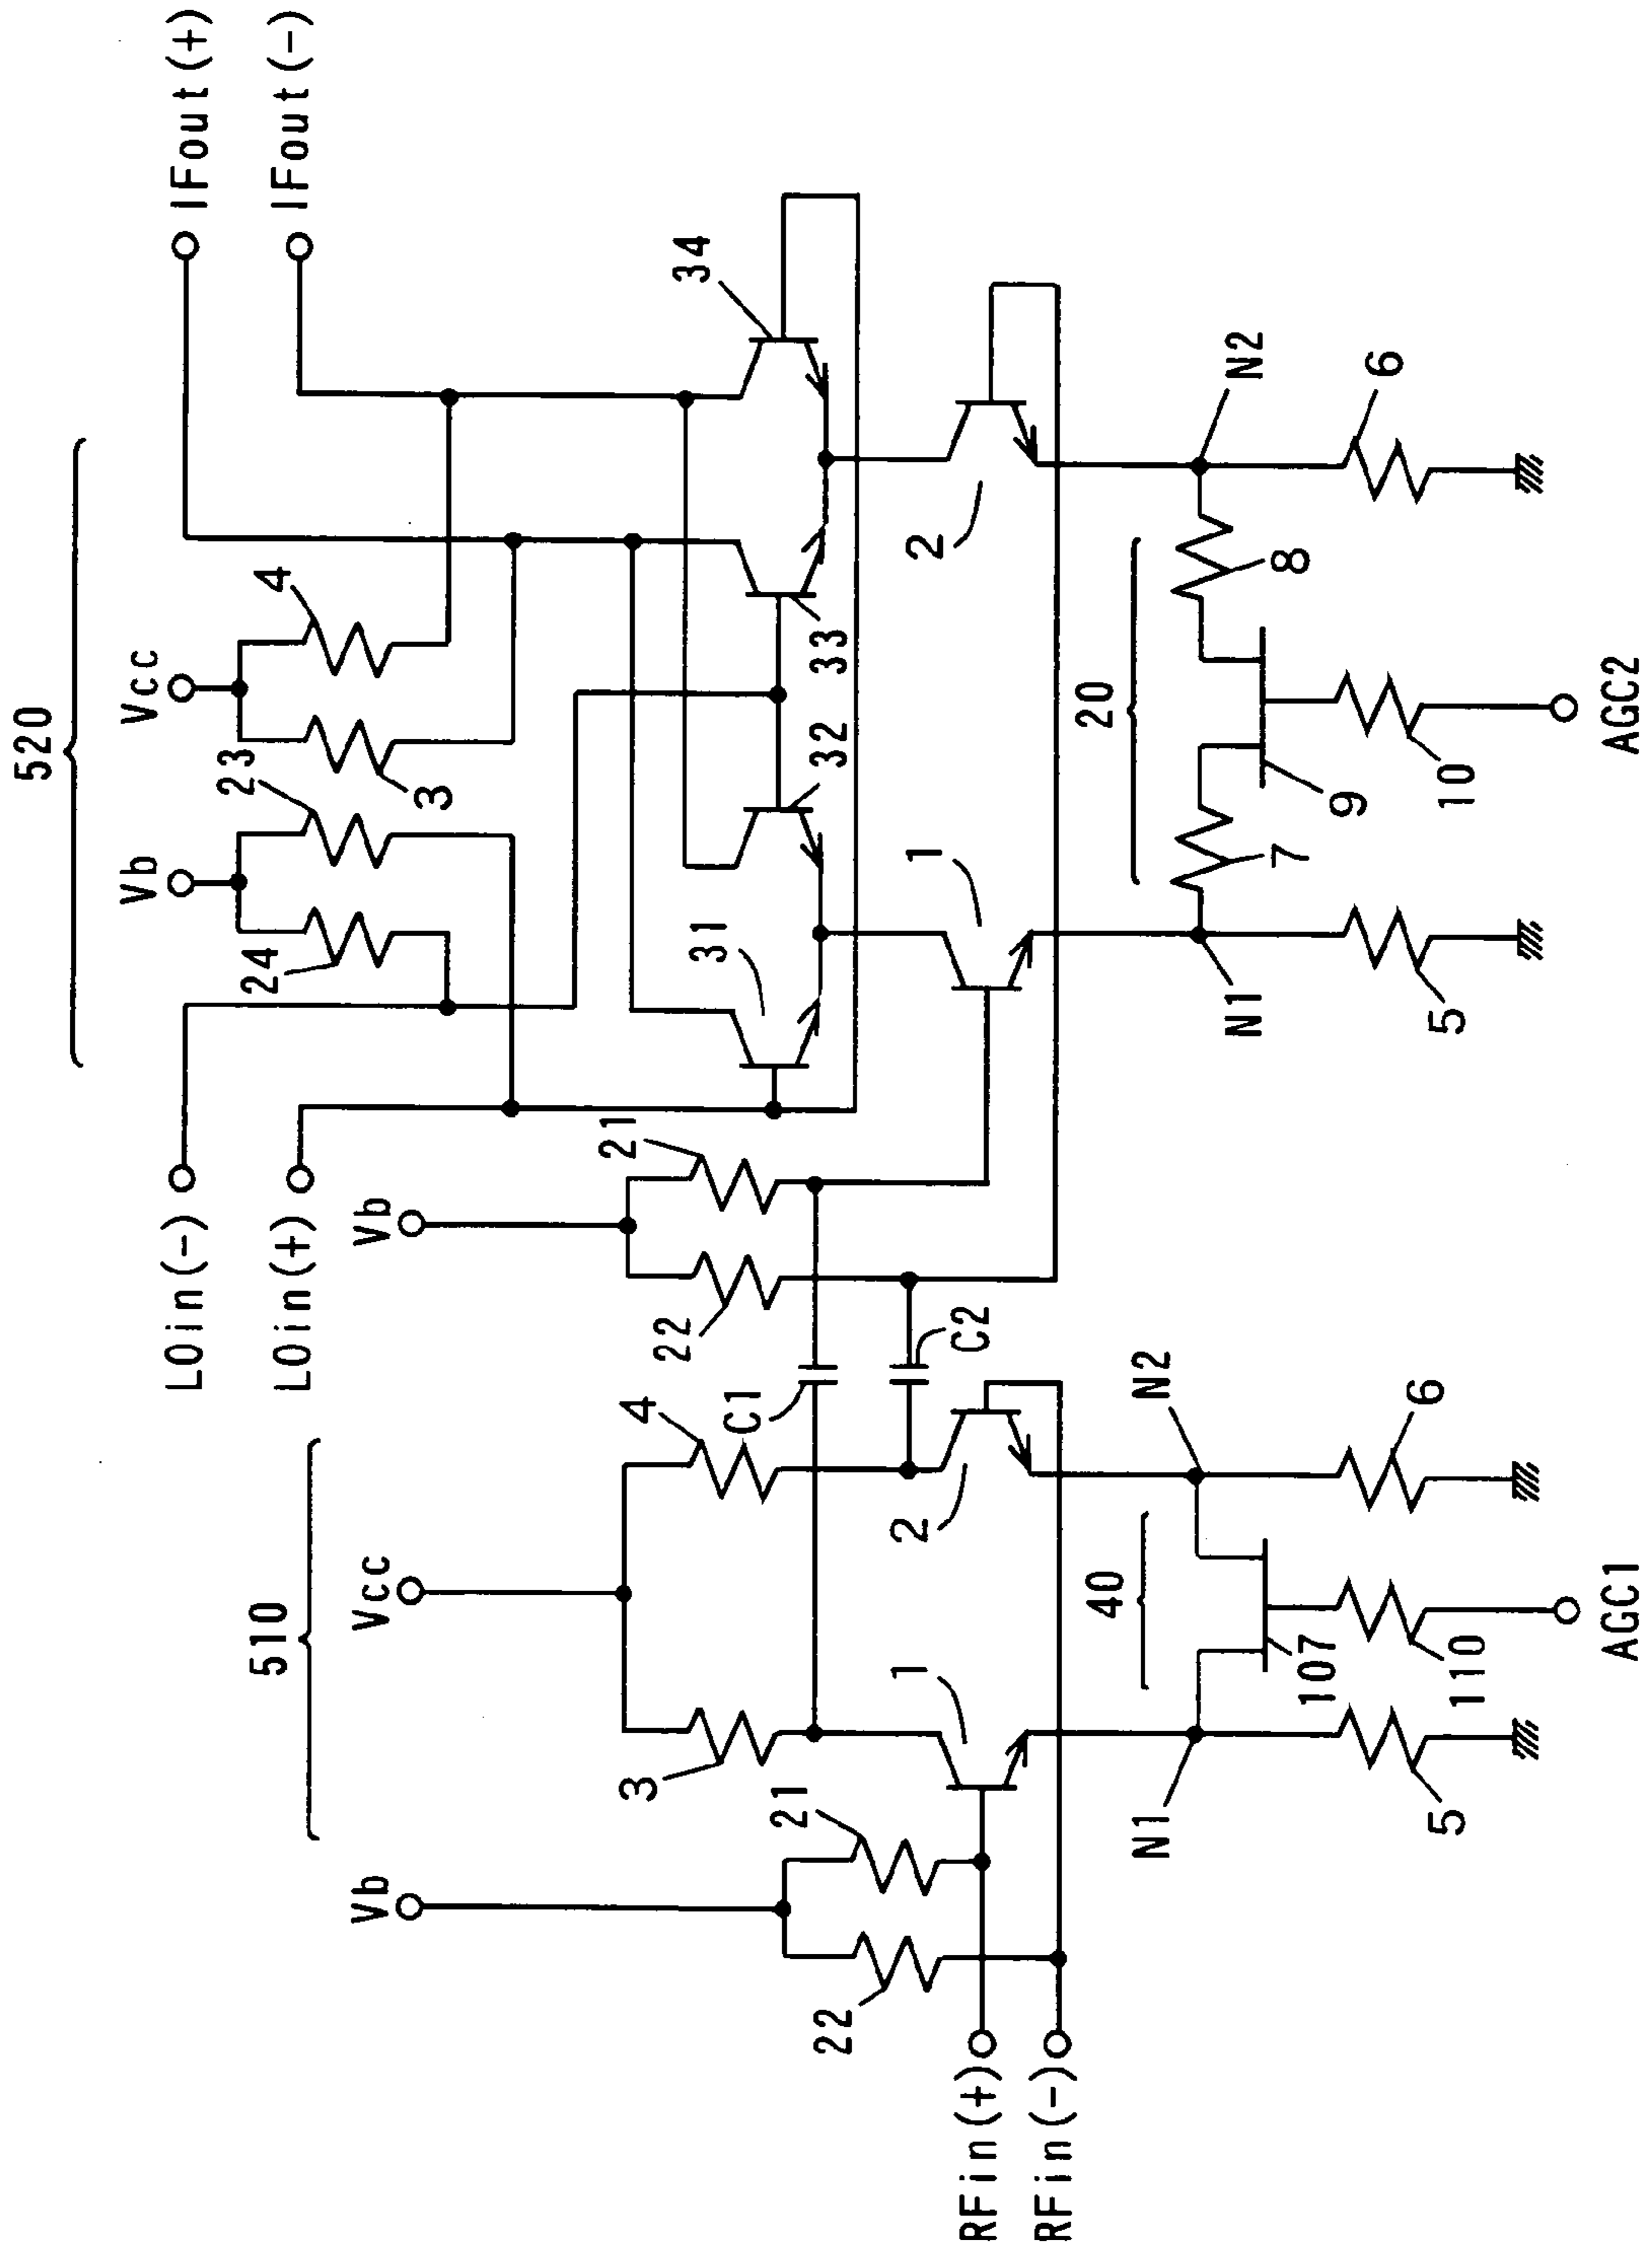 520
Vb
Vcc
LOin(-)
LOin(+)
IFout(+)
IFout(-)
24
23
3
4
510
Vb
Vcc
Vb
22
21
31
32
33
34
3
4
C1
C2
22
21
1
2
1
2
RFin(+)
RFin(-)
N1
40
N2
N1
20
N2
5
107
110
6
5
7
9
10
8
6
AGC1
AGC2